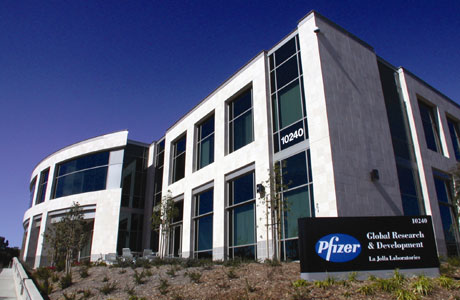 10240
10240
Pfizer
Global Research
& Development
La Jolla Laboratories